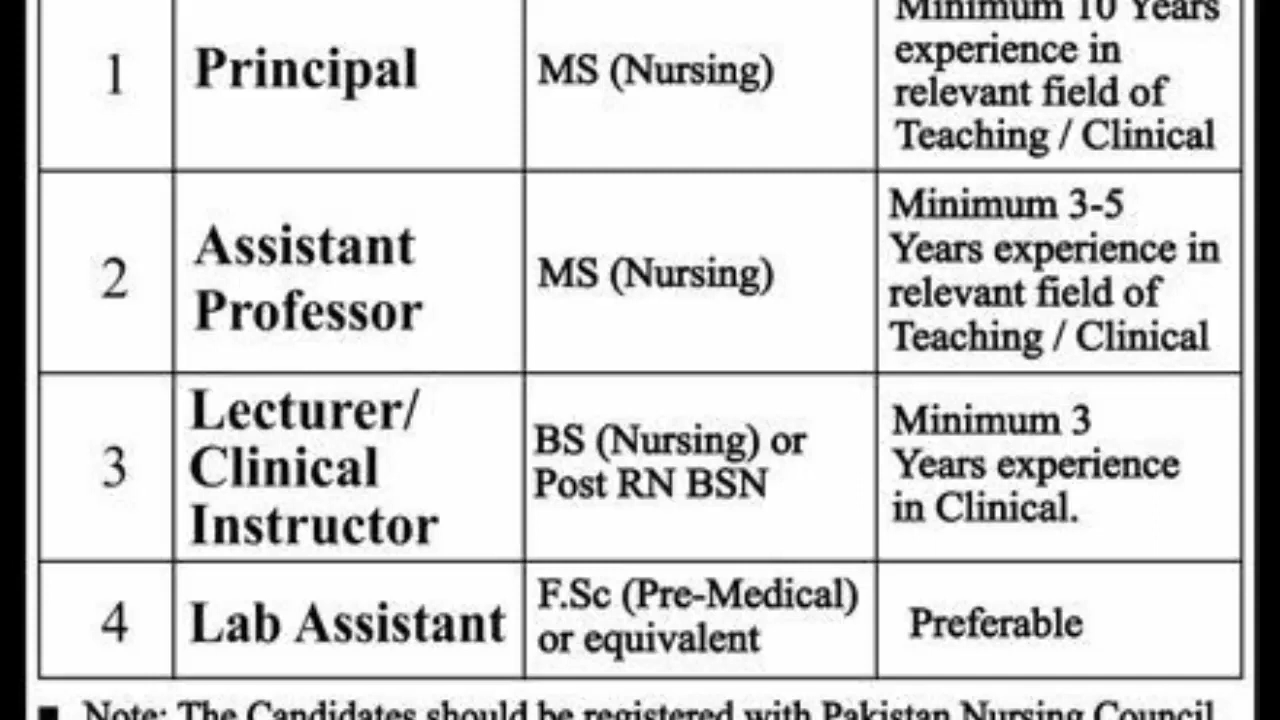 1
Principal
MS (Nursing)
Minimum 10 Years
experience in
relevant field of
Teaching / Clinical
2
Assistant
Professor
MS (Nursing)
Minimum 3-5
Years experience in
relevant field of
Teaching / Clinical
3
Lecturer/
Clinical
Instructor
BS (Nursing) or
Post RN BSN
Minimum 3
Years experience
in Clinical.
4
Lab Assistant
F.Sc (Pre-Medical)
or equivalent
Preferable
■ Note: The Candidates should be registered with Pakistan Nursing Council